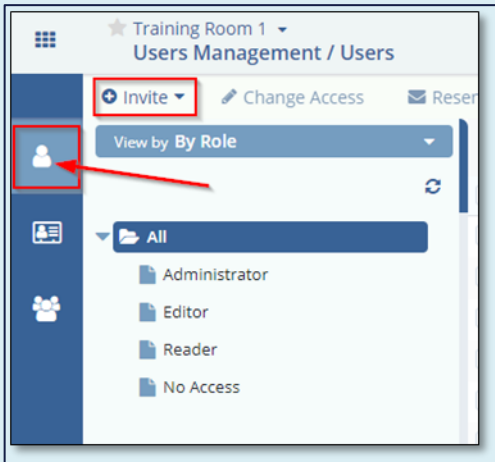 Training Room 1
Users Management / Users
Invite Change Access
View by By Role
All
Administrator
Editor
Reader
No Access